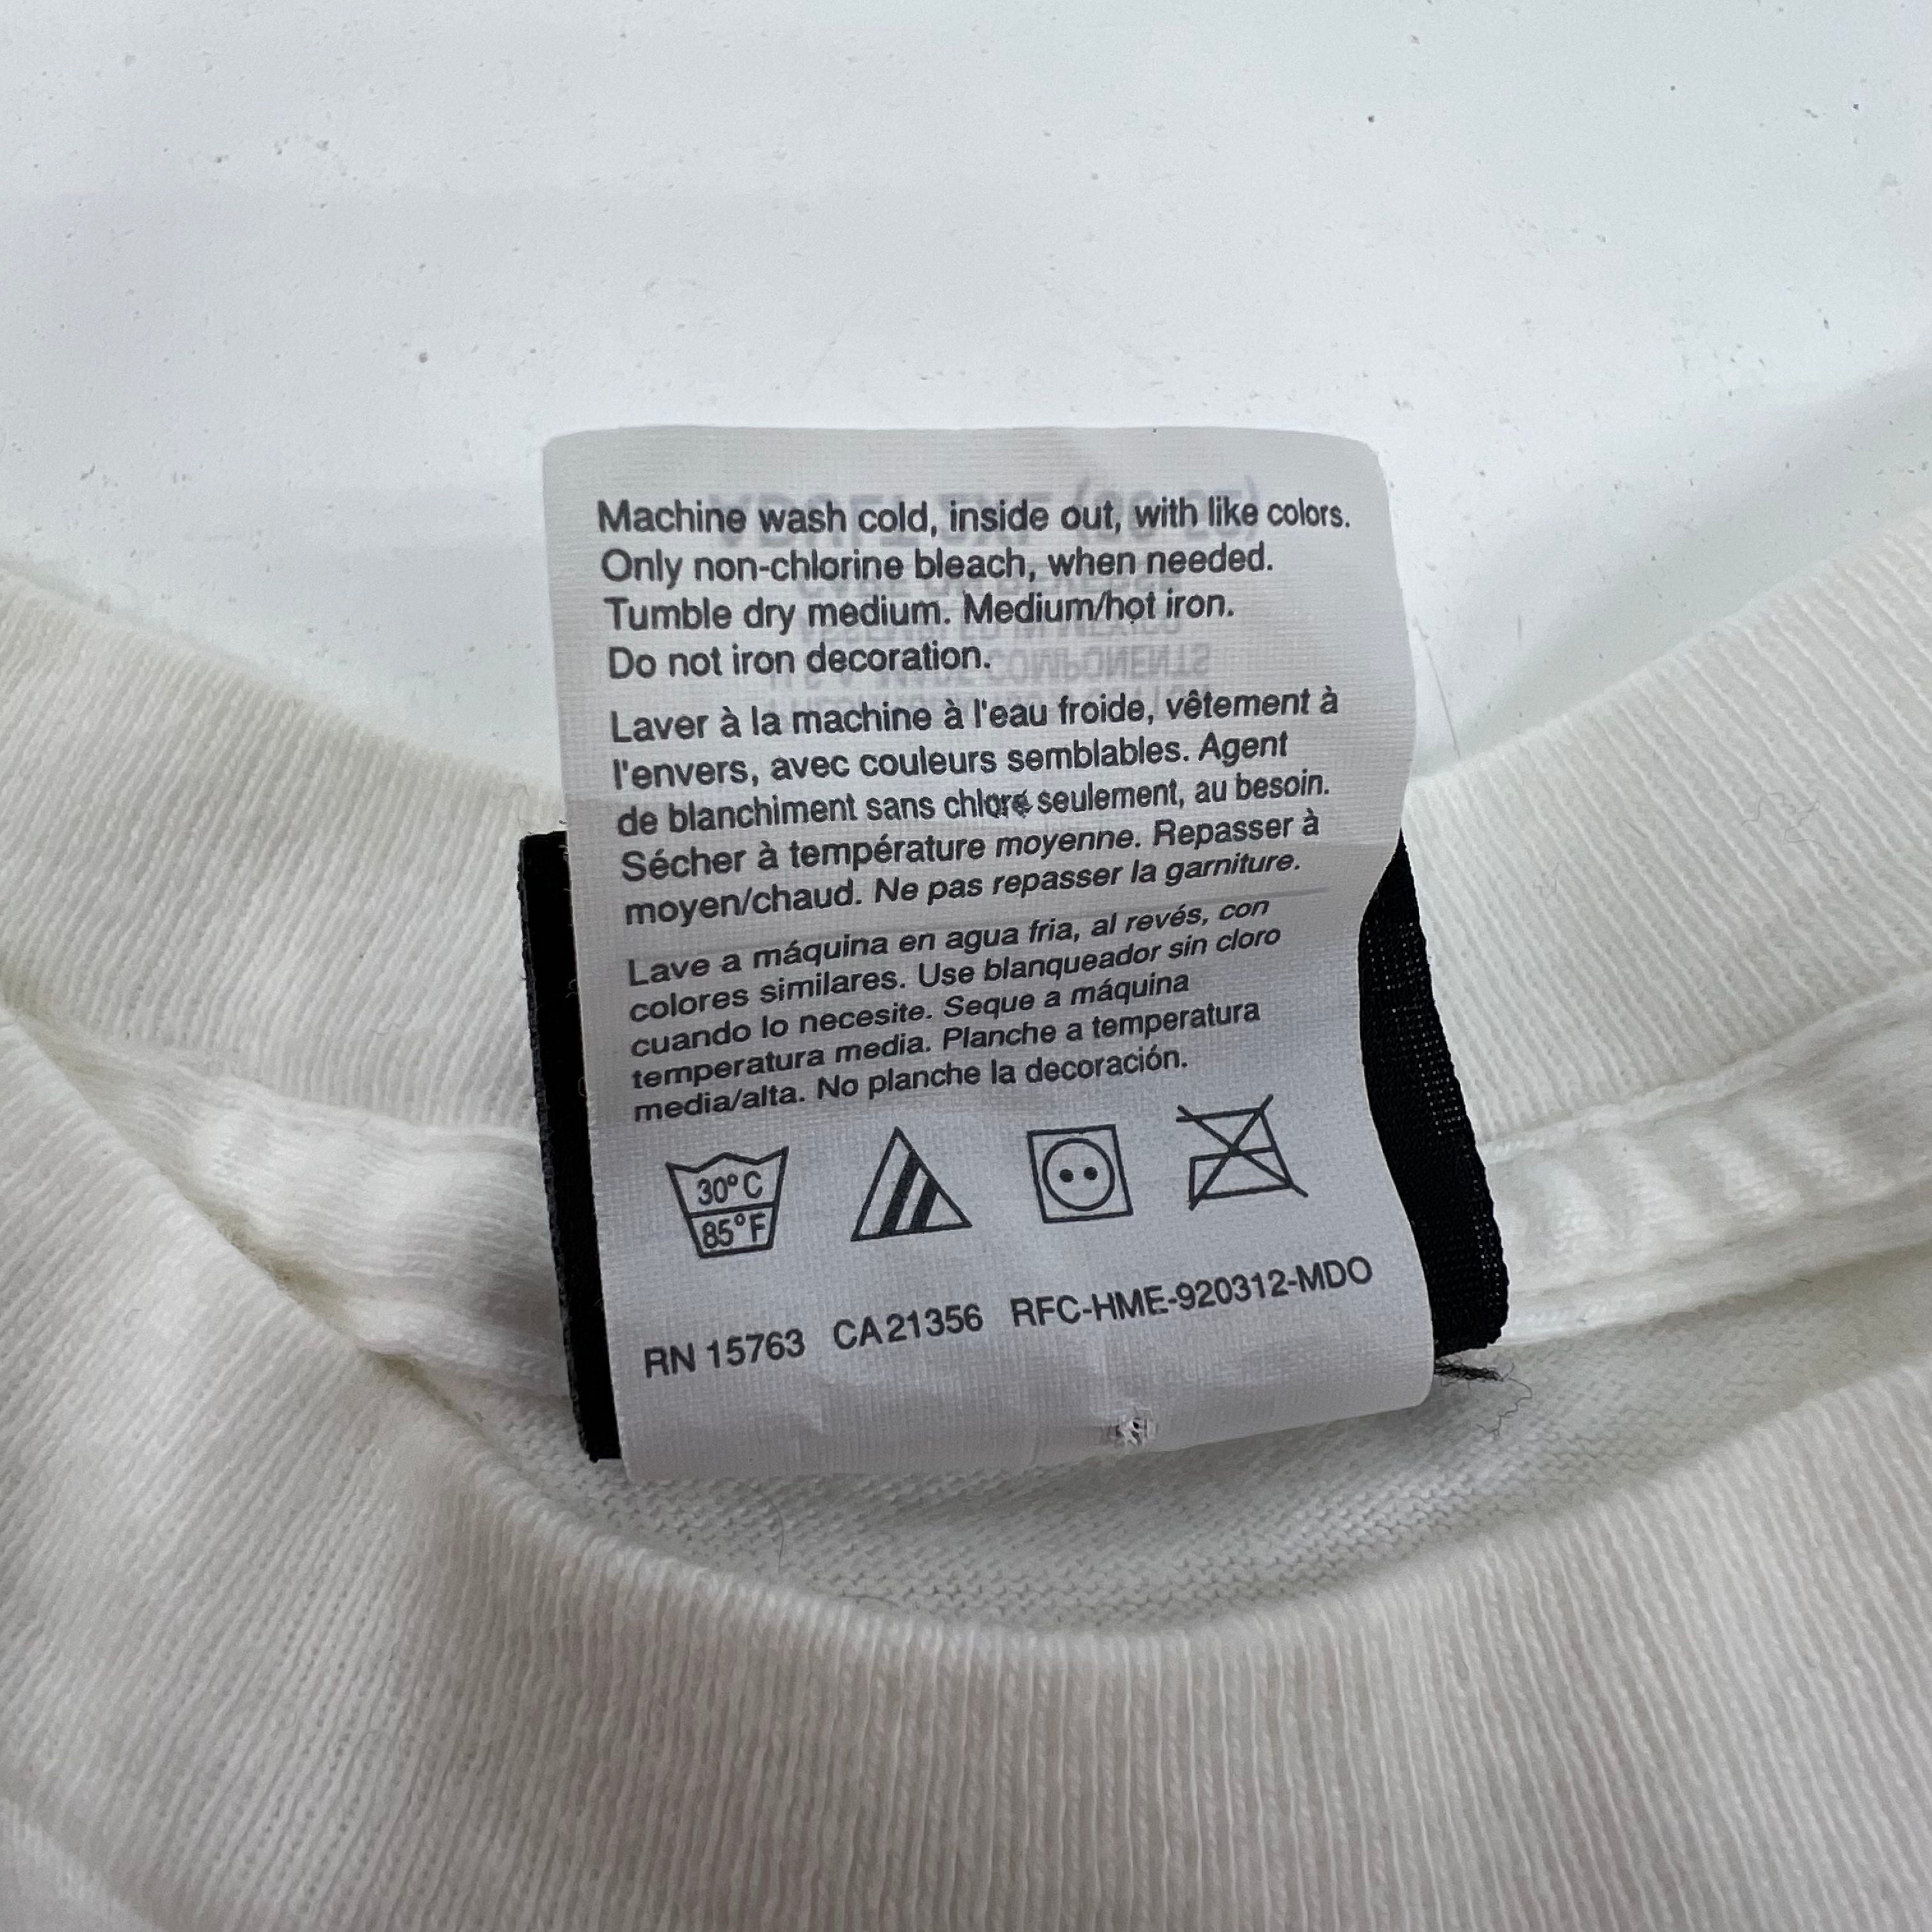 Machine wash cold, inside out, with like colors.
Only non-chlorine bleach, when needed.
Tumble dry medium. Medium/hot iron.
Do not iron decoration.
Laver à la machine à l'eau froide, vêtement à
l'envers, avec couleurs semblables. Agent
de blanchiment sans chlore seulement, au besoin.
Sécher à température moyenne. Repasser à
moyen/chaud. Ne pas repasser la garniture.
Lave a máquina en agua fria, al revés, con
colores similares. Use blanqueador sin cloro
cuando lo necesite. Seque a máquina
temperatura media. Planche a temperatura
media/alta. No planche la decoración.
30°C
85°F
RN 15763 CA21356 RFC-HME-920312-MDO